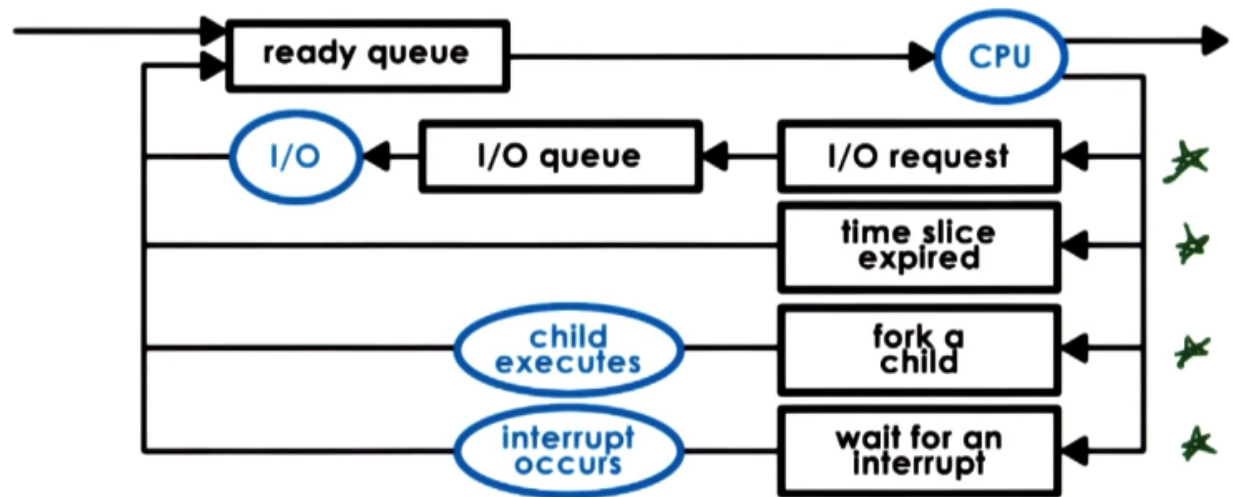 ready queue
CPU
I/O
I/O queue
I/O request
time slice
expired
child
executes
fork a
child
interrupt
occurs
wait for an
interrupt